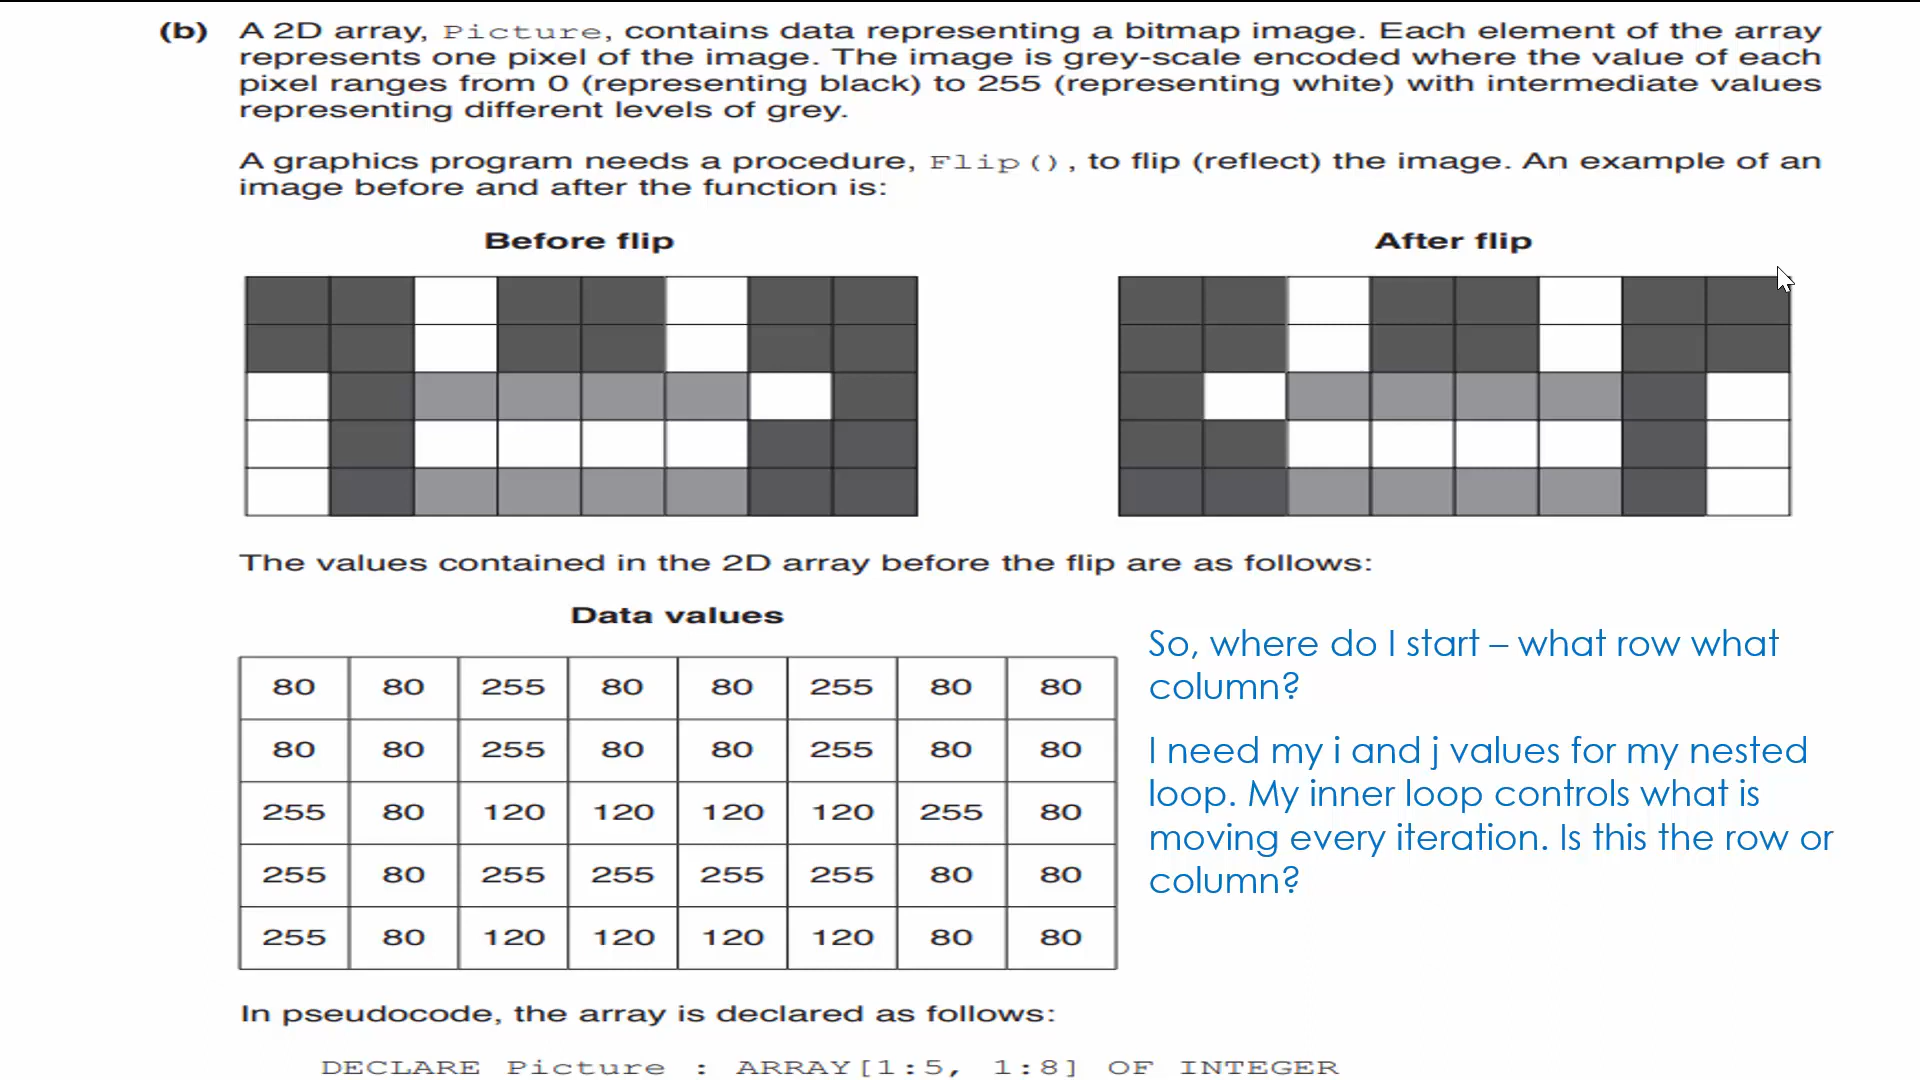 (b) A 2D array, Picture, contains data representing a bitmap image. Each element of the array
represents one pixel of the image. The image is grey-scale encoded where the value of each
pixel ranges from 0 (representing black) to 255 (representing white) with intermediate values
representing different levels of grey.
A graphics program needs a procedure, Flip(), to flip (reflect) the image. An example of an
image before and after the function is:
Before flip After flip
The values contained in the 2D array before the flip are as follows:
Data values
80 80 255 80 80 255 80 80
80 80 255 80 80 255 80 80
255 80 120 120 120 120 255 80
255 80 255 255 255 255 80 80
255 80 120 120 120 120 80 80
So, where do I start – what row what
column?
I need my i and j values for my nested
loop. My inner loop controls what is
moving every iteration. Is this the row or
column?
In pseudocode, the array is declared as follows:
DECLARE Picture : ARRAY[1:5, 1:8] OF INTEGER